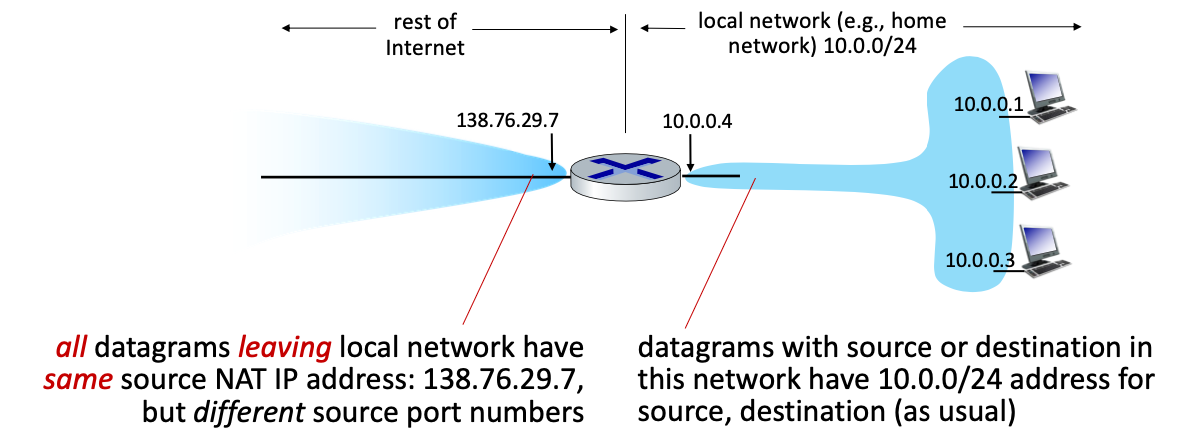 rest of
Internet
local network (e.g., home
network) 10.0.0/24
138.76.29.7
10.0.0.4
10.0.0.1
10.0.0.2
10.0.0.3
all datagrams leaving local network have
same source NAT IP address: 138.76.29.7,
but different source port numbers
datagrams with source or destination in
this network have 10.0.0/24 address for
source, destination (as usual)